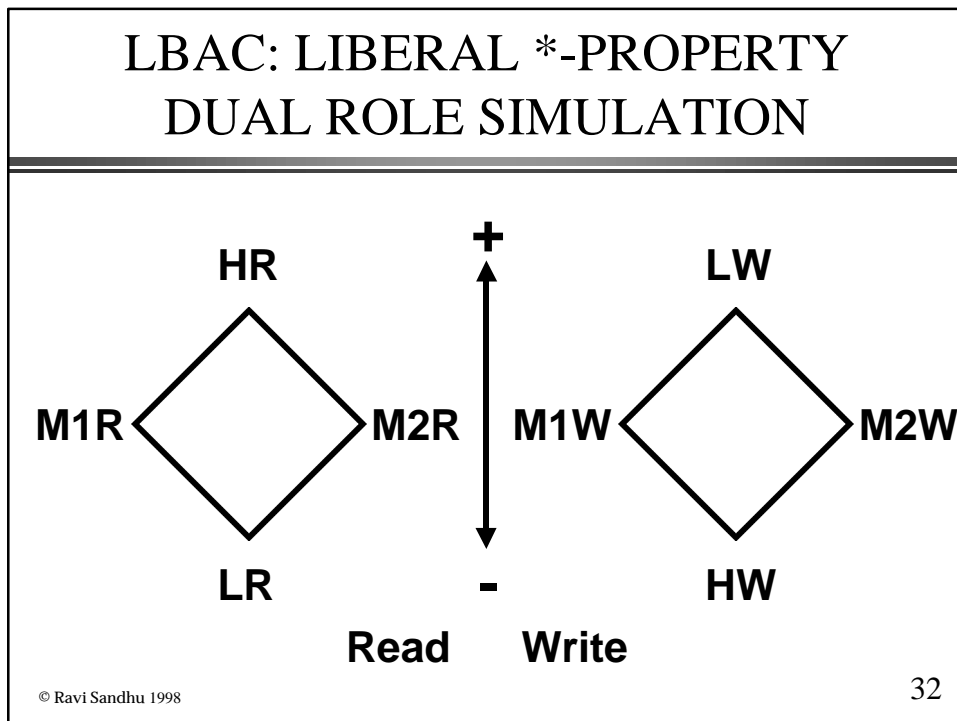 LBAC: LIBERAL *-PROPERTY
DUAL ROLE SIMULATION
+
HR LW
M1R M2R M1W M2W
LR - HW
Read Write
© Ravi Sandhu 1998
32